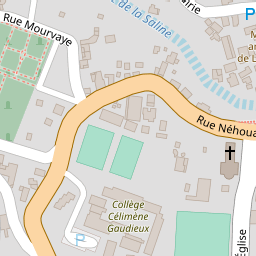 Rue Mourvaye
de la Saline
P
Rue Néhoua
Collège
Célimène
Gaudieux
P
Église